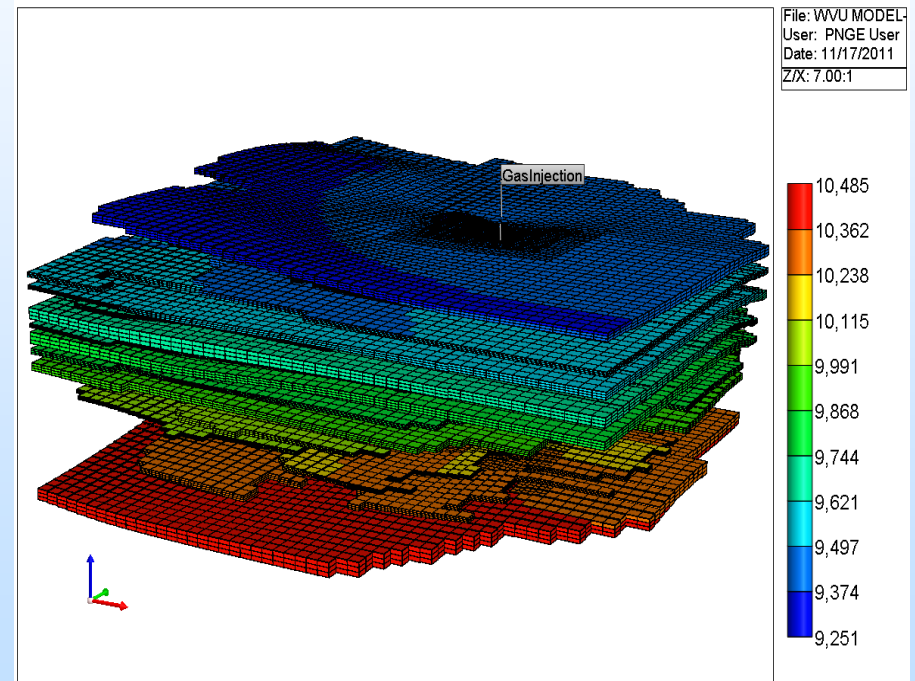 File: WVU MODEL-
User: PNGE User
Date: 11/17/2011
Z/X: 7.00:1
GasInjection
10,485
10,362
10,238
10,115
9,991
9,868
9,744
9,621
9,497
9,374
9,251